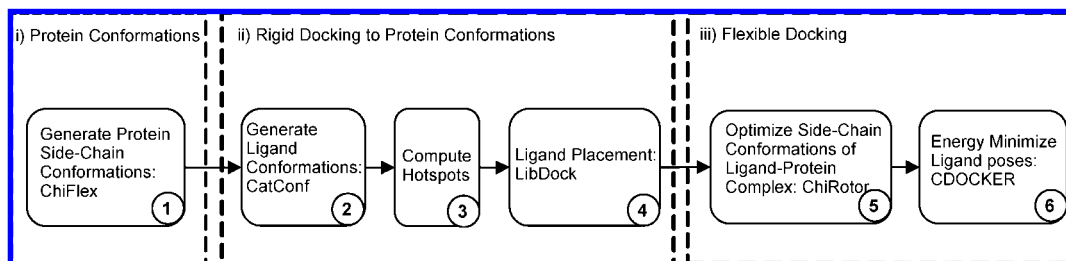 i) Protein Conformations
ii) Rigid Docking to Protein Conformations
iii) Flexible Docking
Generate Protein
Side-Chain
Conformations:
ChiFlex
1
Generate
Ligand
Conformations:
CatConf
2
Compute
Hotspots
3
Ligand Placement:
LibDock
4
Optimize Side-Chain
Conformations of
Ligand-Protein
Complex: ChiRotor
5
Energy Minimize
Ligand poses:
CDOCKER
6